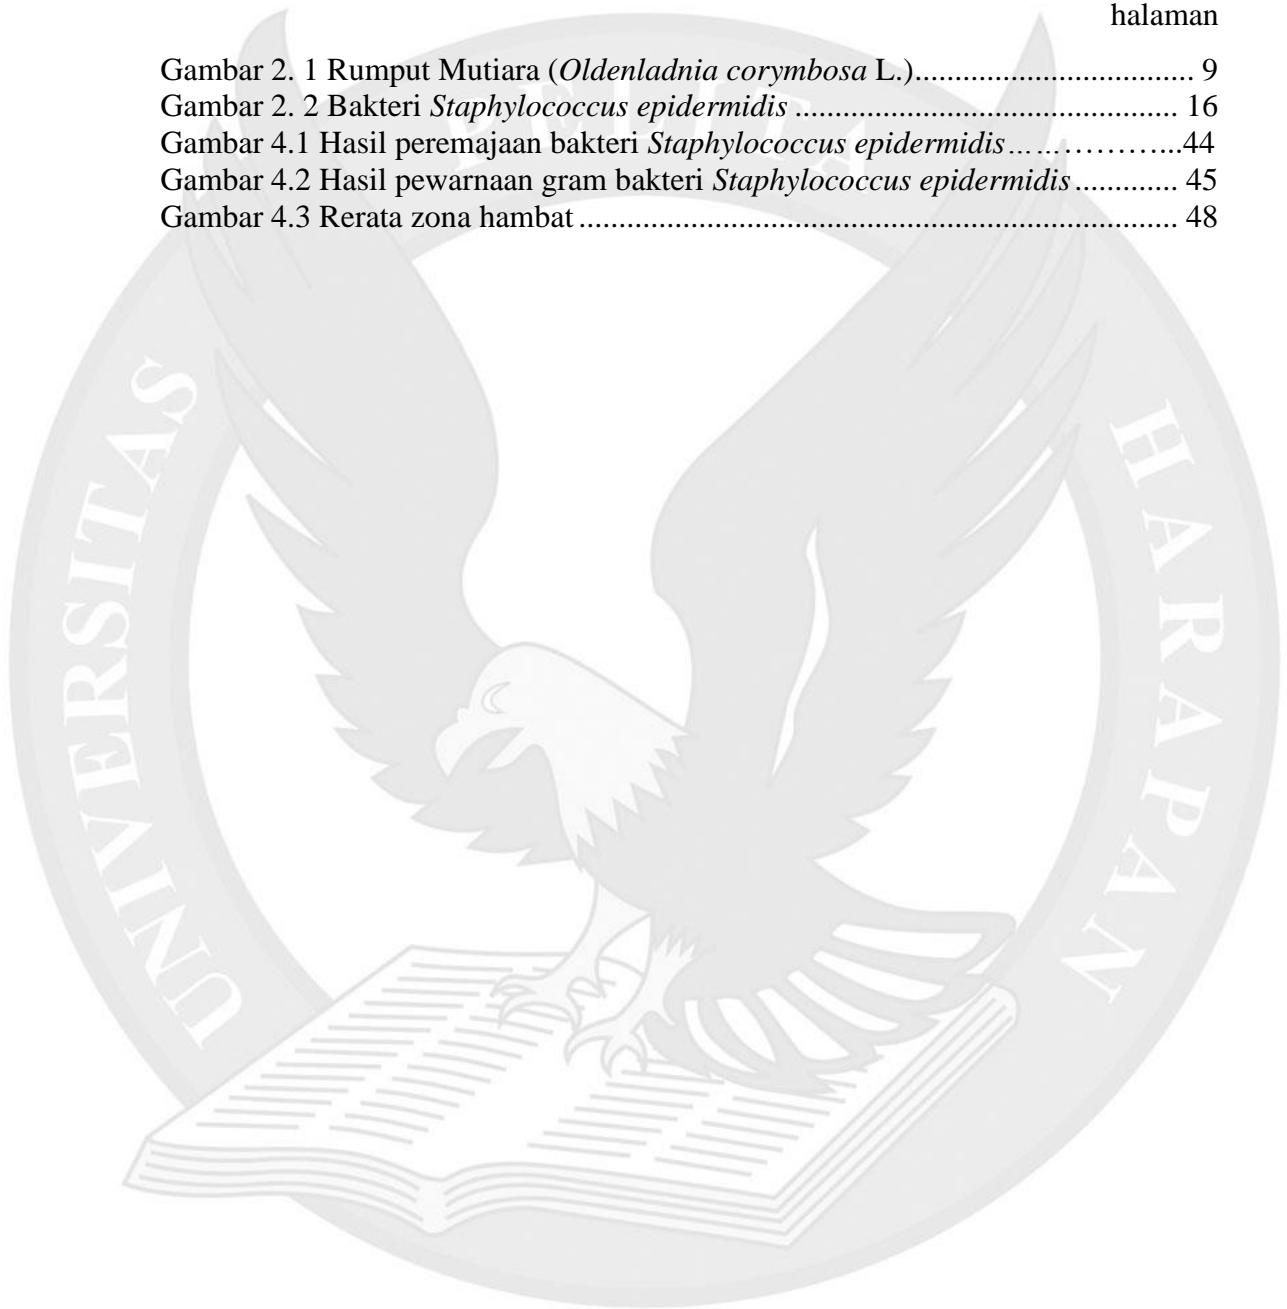 halaman
Gambar 2. 1 Rumput Mutiara (Oldenladnia corymbosa L.)................................... 9
Gambar 2. 2 Bakteri Staphylococcus epidermidis ................................................ 16
Gambar 4.1 Hasil peremajaan bakteri Staphylococcus epidermidis……………...44
Gambar 4.2 Hasil pewarnaan gram bakteri Staphylococcus epidermidis............. 45
Gambar 4.3 Rerata zona hambat ........................................................................... 48
UNIVERSITAS
PELITA
HARAPAN